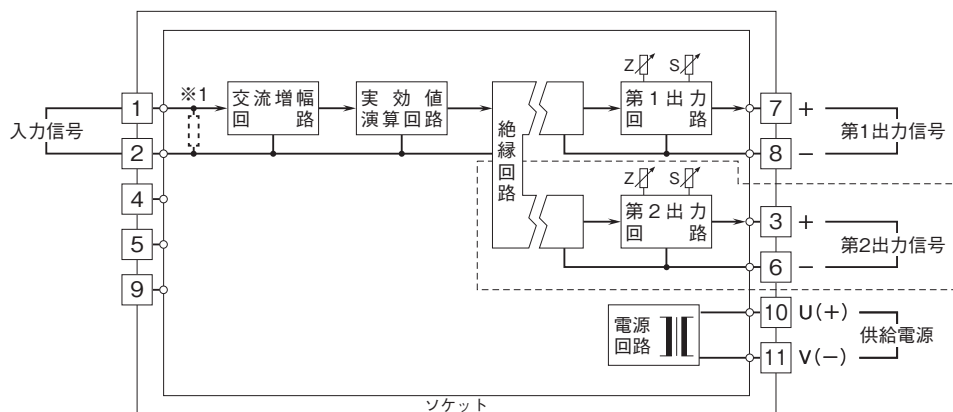 Z S
※1
1
交流増幅
回路
実効値
演算回路
第1出力
回路
7 +
入力信号
絶縁回路
第1出力信号
2
8 −
Z S
4
第2出力
回路
3 +
5
第2出力信号
6 −
9
電源
回路
10 U(+)
供給電源
11 V(−)
ソケット